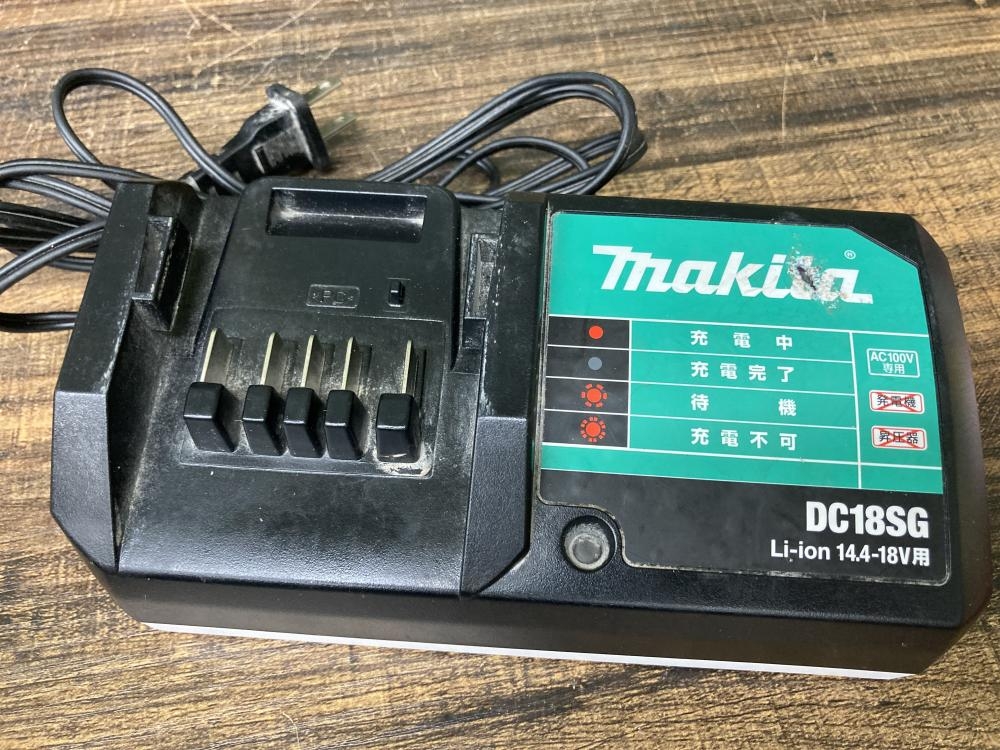 makita
®
充電中
充電完了
待機
充電不可
AC100V
専用
発電機
昇圧器
DC18SG
Li-ion 14.4-18V用